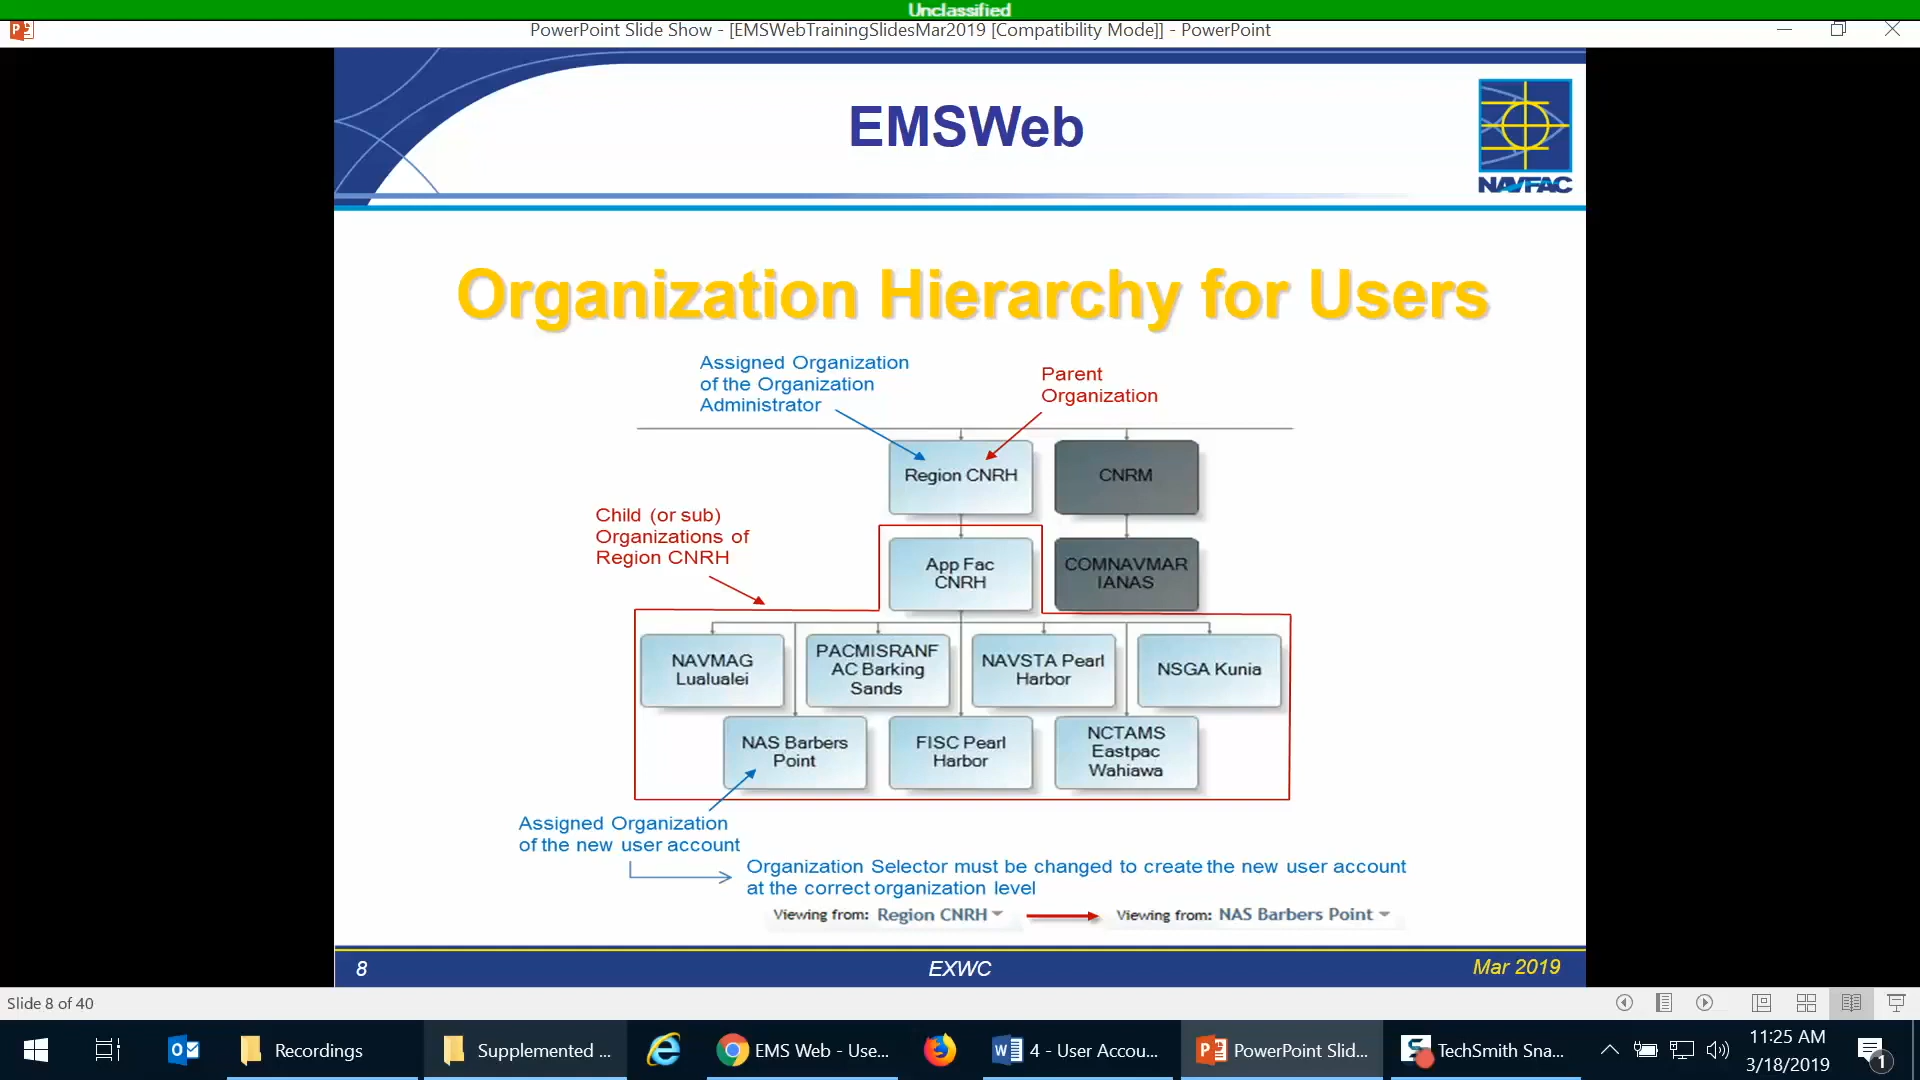 Unclassified
PowerPoint Slide Show - [EMSWebTrainingSlidesMar2019 [Compatibility Mode]] - PowerPoint
EMSWeb
NAVFAC
Organization Hierarchy for Users
Assigned Organization
of the Organization
Administrator
Parent
Organization
Region CNRH
CNRM
Child (or sub)
Organizations of
Region CNRH
App Fac
CNRH
COMNAVMAR
IANAS
NAVMAG
Lualualei
PACMISRANF
AC Barking
Sands
NAVSTA Pearl
Harbor
NSGA Kunia
NAS Barbers
Point
FISC Pearl
Harbor
NCTAMS
Eastpac
Wahiawa
Assigned Organization
of the new user account
Organization Selector must be changed to create the new user account
at the correct organization level
Viewing from: Region CNRH
Viewing from: NAS Barbers Point
8
EXWC
Mar 2019
Slide 8 of 40
Recordings
Supplemented ...
EMS Web - Use...
4 - User Accou...
PowerPoint Slid...
TechSmith Sna...
11:25 AM
3/18/2019
1